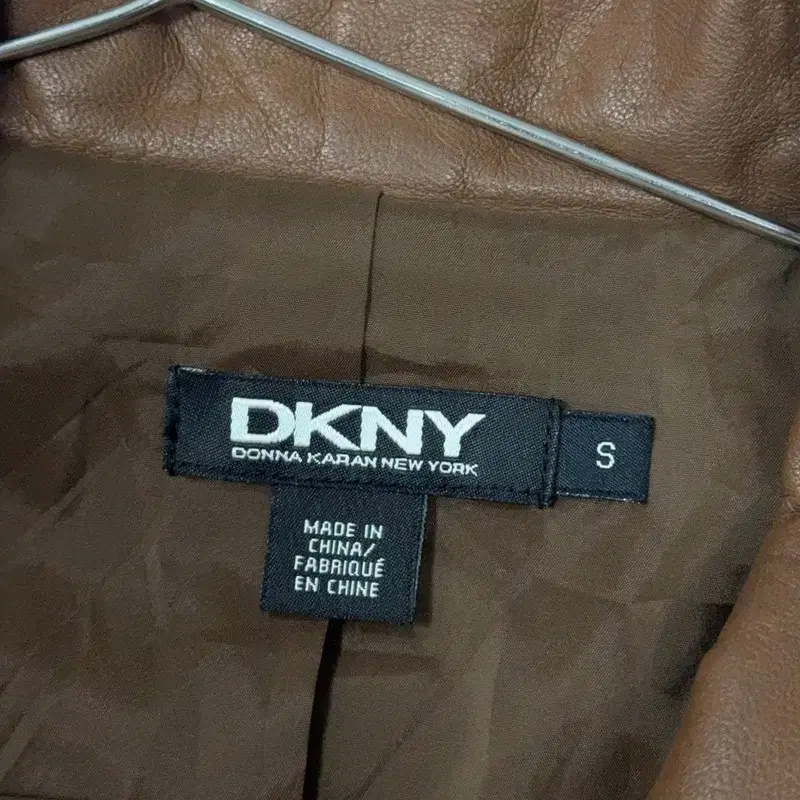 DKNY
DONNA KARAN NEW YORK
S
MADE IN
CHINA/
FABRIQUÉ
EN CHINE